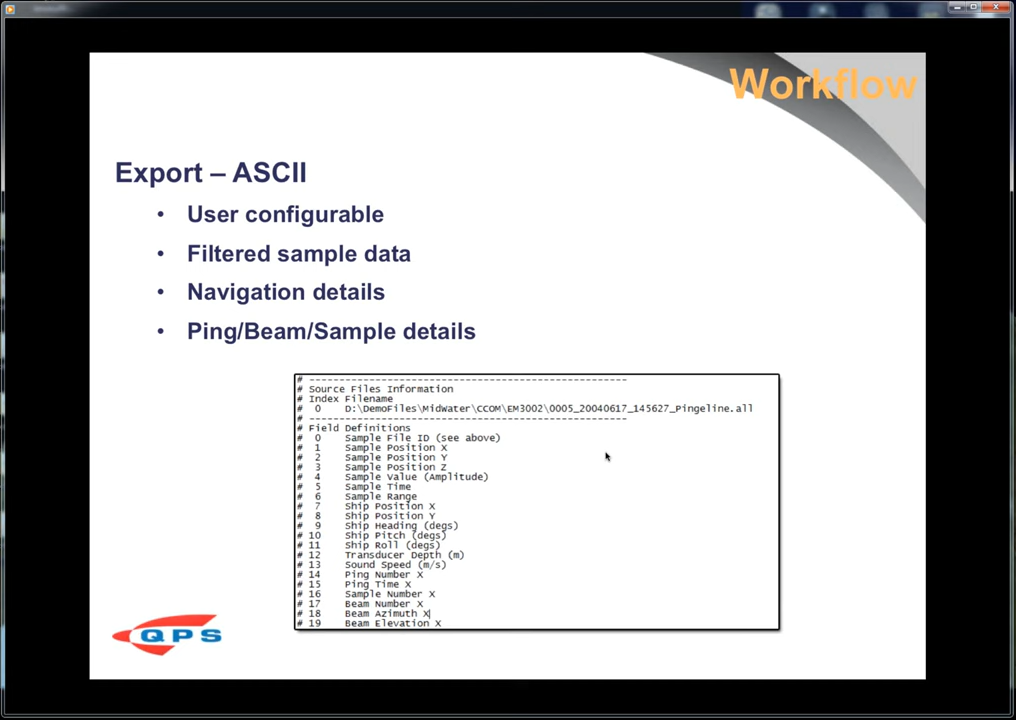 Workflow
Export – ASCII
• User configurable
• Filtered sample data
• Navigation details
• Ping/Beam/Sample details
# ----------------------------------------------------
# Source Files Information
# Index Filename
# 0 D:\DemoFiles\MidWater\CCOM\EM3002\0005_20040617_145627_Pingeline.all
# ----------------------------------------------------
# Field Definitions
# 0 Sample File ID (see above)
# 1 Sample Position X
# 2 Sample Position Y
# 3 Sample Position Z
# 4 Sample Value (Amplitude)
# 5 Sample Time
# 6 Sample Range
# 7 Ship Position X
# 8 Ship Position Y
# 9 Ship Heading (degs)
# 10 Ship Pitch (degs)
# 11 Ship Roll (degs)
# 12 Transducer Depth (m)
# 13 Sound Speed (m/s)
# 14 Ping Number X
# 15 Ping Time X
# 16 Sample Number X
# 17 Beam Number X
# 18 Beam Azimuth X
# 19 Beam Elevation X
QPS